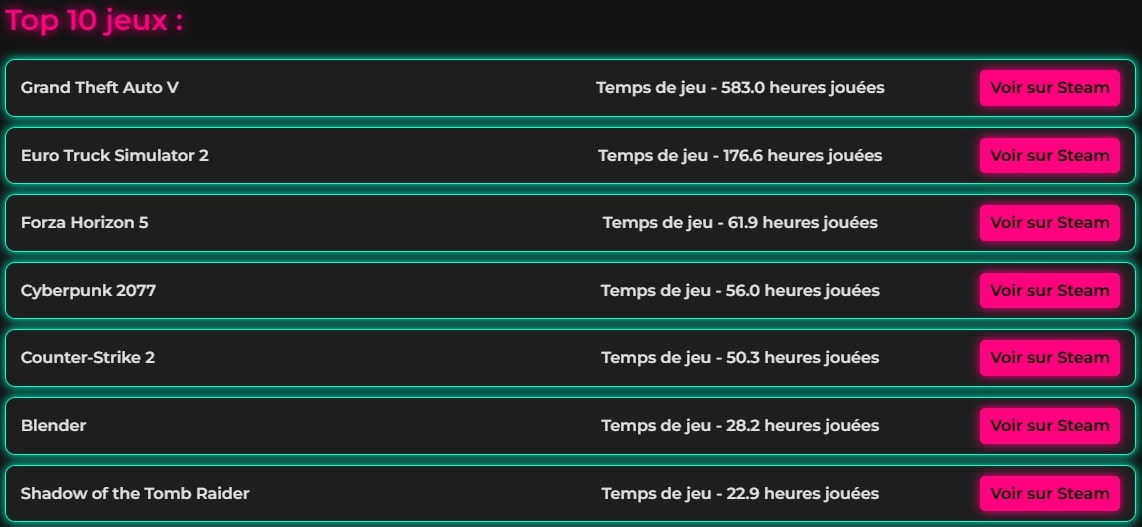 Top 10 jeux :
Grand Theft Auto V Temps de jeu - 583.0 heures jouées Voir sur Steam
Euro Truck Simulator 2 Temps de jeu - 176.6 heures jouées Voir sur Steam
Forza Horizon 5 Temps de jeu - 61.9 heures jouées Voir sur Steam
Cyberpunk 2077 Temps de jeu - 56.0 heures jouées Voir sur Steam
Counter-Strike 2 Temps de jeu - 50.3 heures jouées Voir sur Steam
Blender Temps de jeu - 28.2 heures jouées Voir sur Steam
Shadow of the Tomb Raider Temps de jeu - 22.9 heures jouées Voir sur Steam